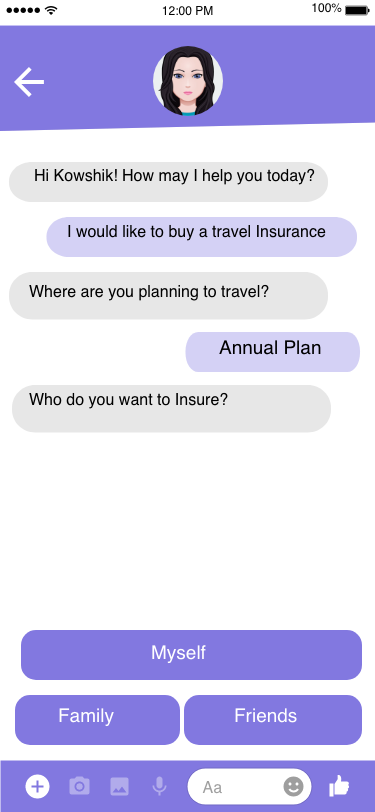 12:00 PM 100%
Hi Kowshik! How may I help you today?
I would like to buy a travel Insurance
Where are you planning to travel?
Annual Plan
Who do you want to Insure?
Myself
Family Friends
Aa